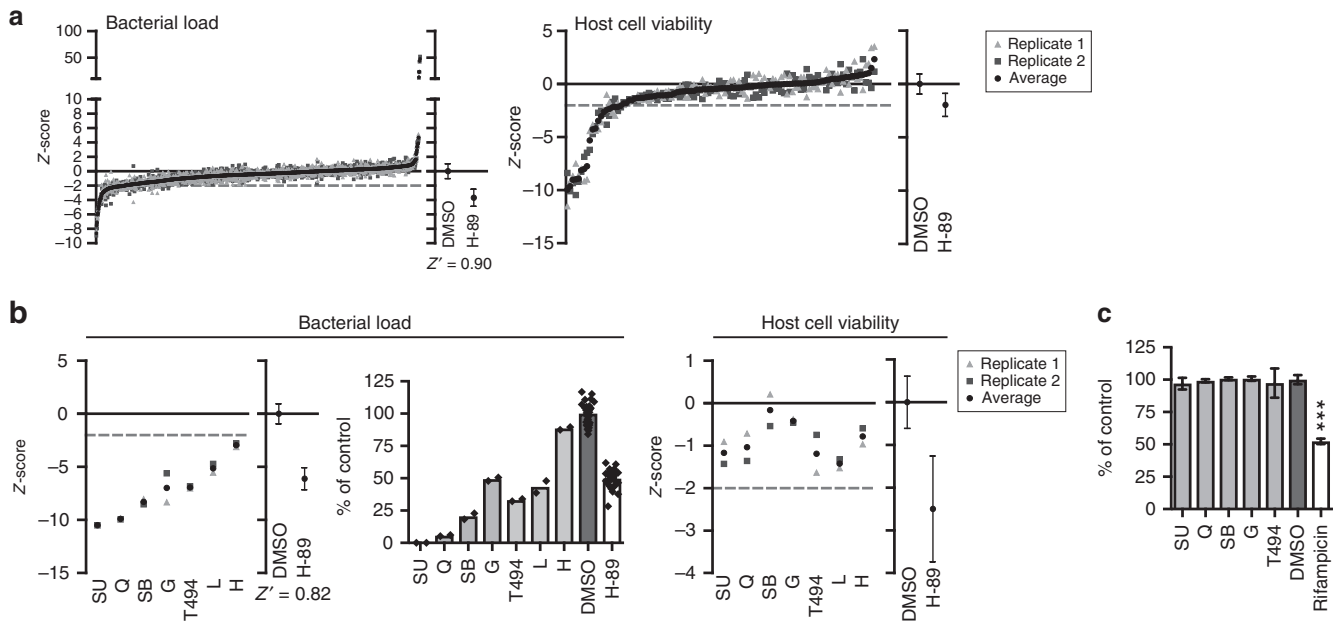 a
Bacterial load
100
50
10
8
6
4
2
0
−2
−4
−6
−8
−10
Z-score
DMSO
H-89
Z′ = 0.90
Host cell viability
5
0
−5
−10
−15
Z-score
DMSO
H-89
Replicate 1
Replicate 2
Average
b
Bacterial load
5
0
−5
−10
−15
Z-score
SU
Q
SB
G
T494
L
H
DMSO
H-89
Z′ = 0.82
125
100
75
50
25
0
% of control
SU
Q
SB
G
T494
L
H
DMSO
H-89
Host cell viability
1
0
−1
−2
−3
−4
Z-score
SU
Q
SB
G
T494
L
H
DMSO
H-89
Replicate 1
Replicate 2
Average
c
125
100
75
50
25
0
% of control
***
SU
Q
SB
G
T494
DMSO
Rifampicin